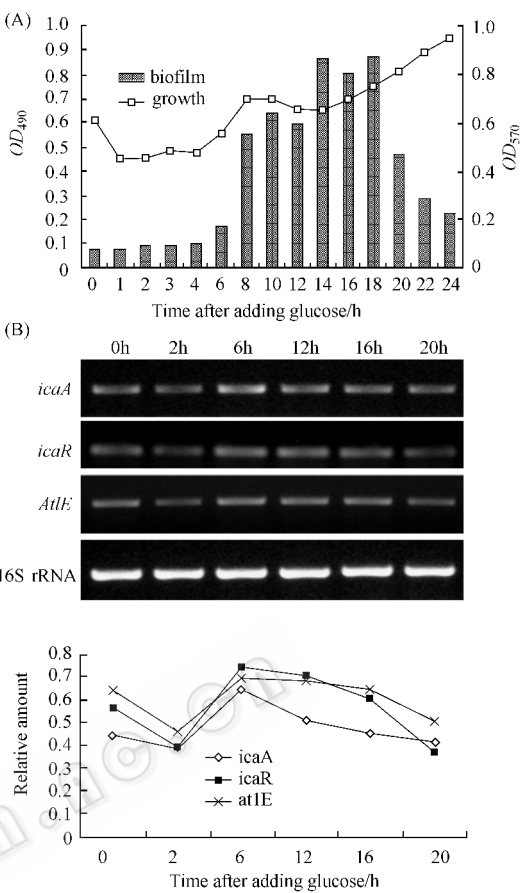 (A)
1.0 1.0
0.9
biofilm
0.8 0.8
growth
0.7
OD490 0.6 0.6 OD570
0.5
0.4 0.4
0.3
0.2 0.2
0.1
0 0
0 1 2 3 4 6 8 10 12 14 16 18 20 22 24
Time after adding glucose/h
(B)
0h 2h 6h 12h 16h 20h
icaA
icaR
AtlE
16S rRNA
0.8
0.7
0.6
0.5
Relative amount
0.4
icaA
0.3
icaR
0.2
at1E
0.1
0
0 2 6 12 16 20
Time after adding glucose/h